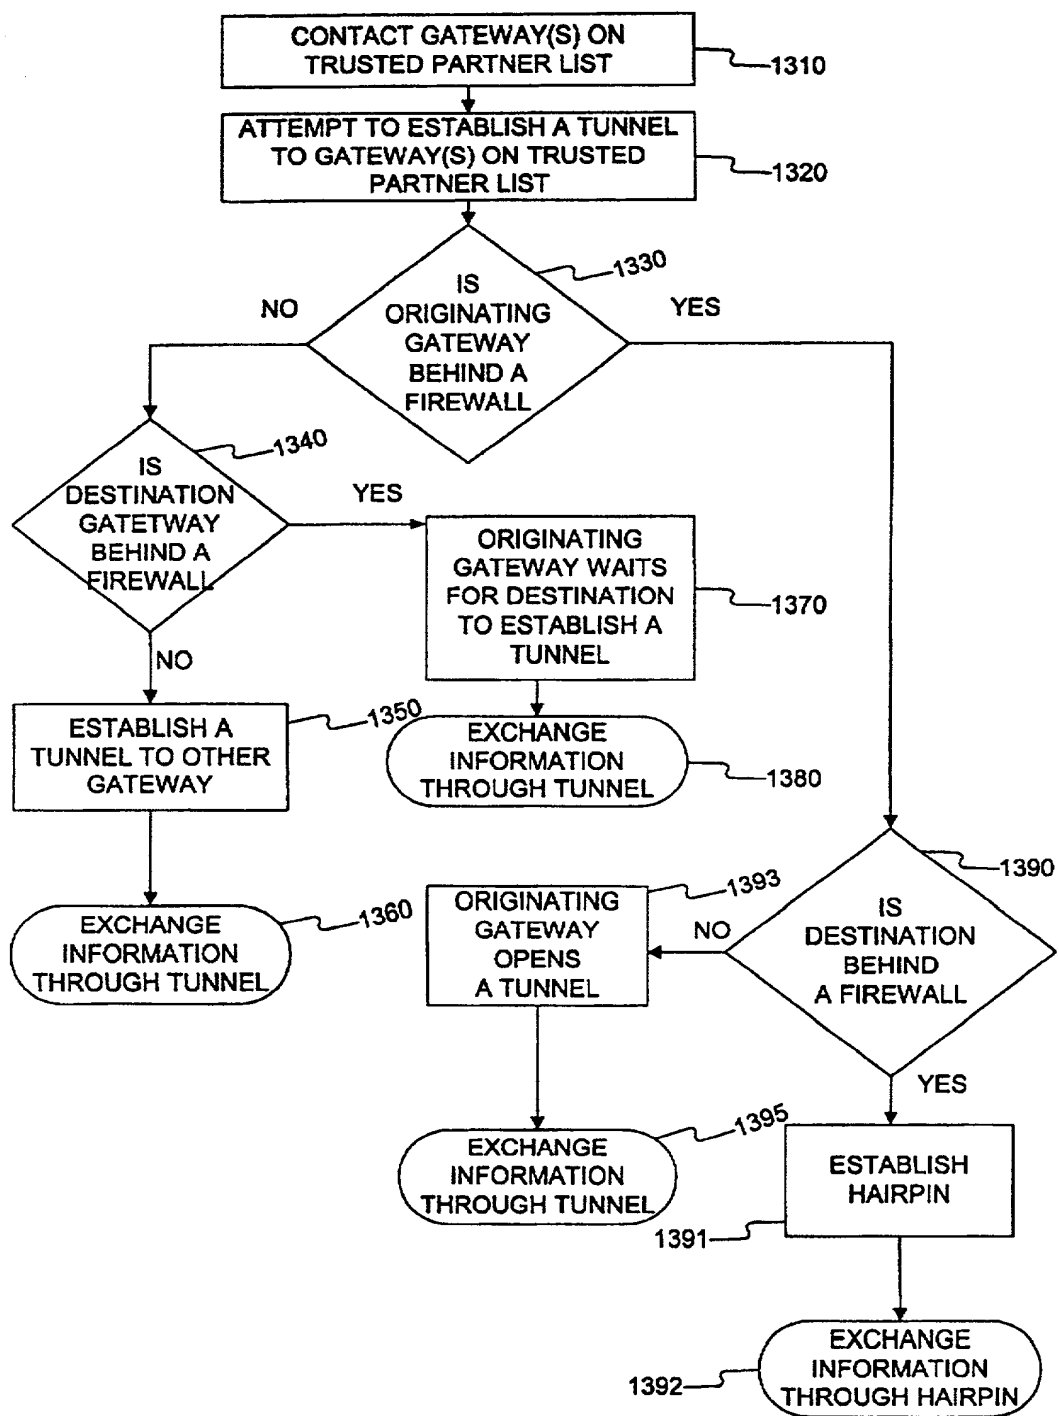 CONTACT GATEWAY(S) ON
TRUSTED PARTNER LIST
1310
ATTEMPT TO ESTABLISH A TUNNEL
TO GATEWAY(S) ON TRUSTED
PARTNER LIST
1320
1330
IS
ORIGINATING
GATEWAY
BEHIND A
FIREWALL
NO
YES
1340
IS
DESTINATION
GATETWAY
BEHIND A
FIREWALL
YES
NO
ORIGINATING
GATEWAY WAITS
FOR DESTINATION
TO ESTABLISH A
TUNNEL
1370
ESTABLISH A
TUNNEL TO OTHER
GATEWAY
1350
EXCHANGE
INFORMATION
THROUGH TUNNEL
1380
EXCHANGE
INFORMATION
THROUGH TUNNEL
1360
1390
IS
DESTINATION
BEHIND
A FIREWALL
NO
YES
ORIGINATING
GATEWAY
OPENS
A TUNNEL
1393
EXCHANGE
INFORMATION
THROUGH TUNNEL
1395
ESTABLISH
HAIRPIN
1391
EXCHANGE
INFORMATION
THROUGH HAIRPIN
1392